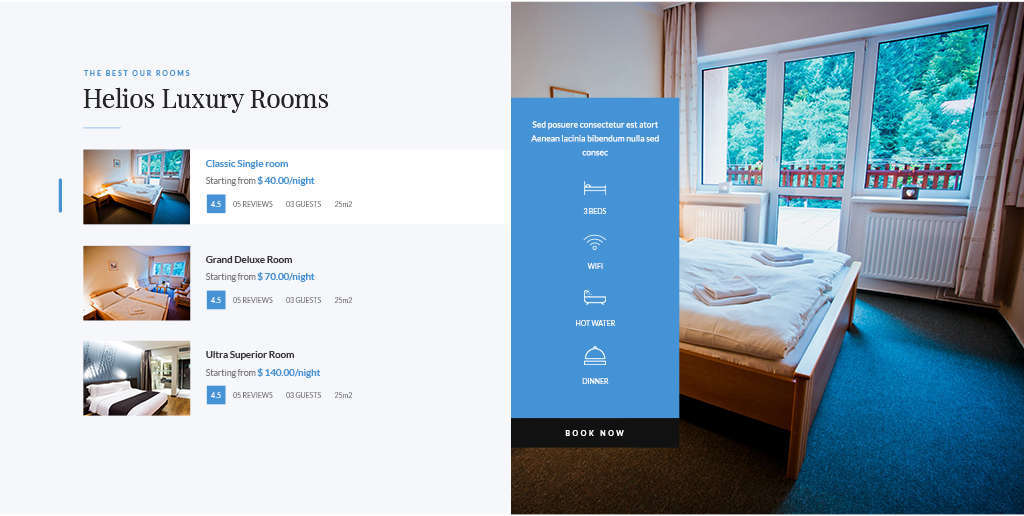 THE BEST OUR ROOMS
Helios Luxury Rooms
Classic Single room
Starting from $ 40.00/night
4.5 05 REVIEWS 03 GUESTS 25m2
Grand Deluxe Room
Starting from $ 70.00/night
4.5 05 REVIEWS 03 GUESTS 25m2
Ultra Superior Room
Starting from $ 140.00/night
4.5 05 REVIEWS 03 GUESTS 25m2
Sed posuere consectetur est atort
Aenean lacinia bibendum nulla sed
consec
3 BEDS
WIFI
HOT WATER
DINNER
BOOK NOW